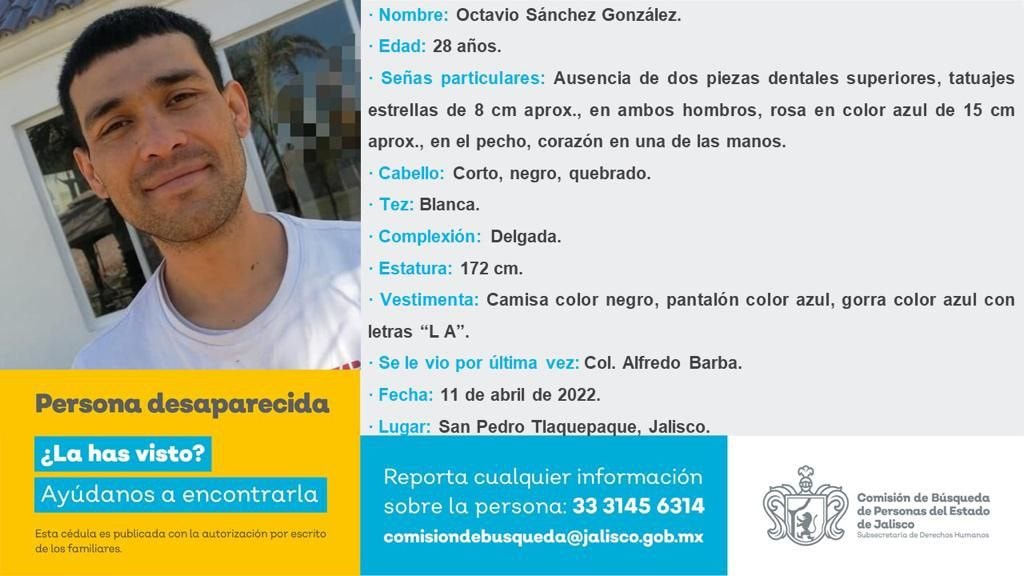 · Nombre: Octavio Sánchez González.
· Edad: 28 años.
· Señas particulares: Ausencia de dos piezas dentales superiores, tatuajes
estrellas de 8 cm aprox., en ambos hombros, rosa en color azul de 15 cm
aprox., en el pecho, corazón en una de las manos.
· Cabello: Corto, negro, quebrado.
· Tez: Blanca.
· Complexión: Delgada.
· Estatura: 172 cm.
· Vestimenta: Camisa color negro, pantalón color azul, gorra color azul con
letras “L A”.
· Se le vio por última vez: Col. Alfredo Barba.
· Fecha: 11 de abril de 2022.
· Lugar: San Pedro Tlaquepaque, Jalisco.
Persona desaparecida
¿La has visto?
Ayúdanos a encontrarla
Esta cédula es publicada con la autorización por escrito
de los familiares.
Reporta cualquier información
sobre la persona: 33 3145 6314
comisiondebusqueda@jalisco.gob.mx
Comisión de Búsqueda
de Personas del Estado
de Jalisco
Subsecretaría de Derechos Humanos